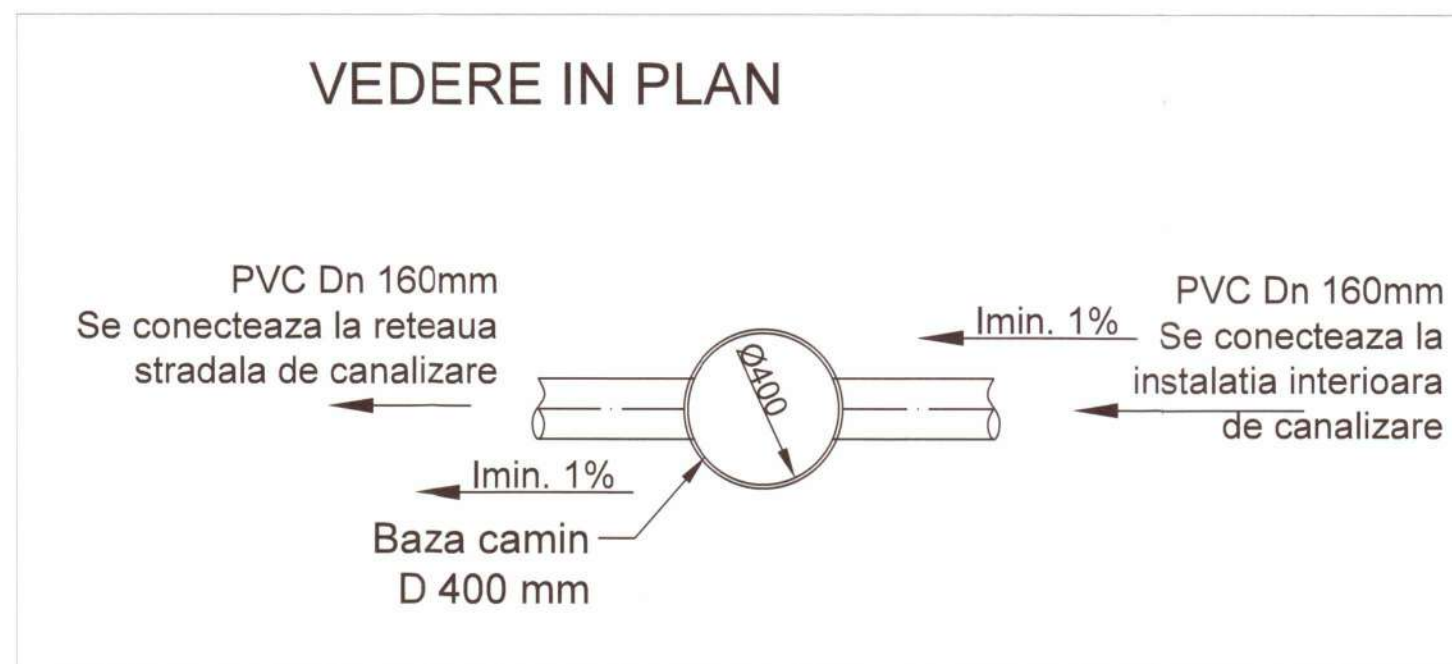 VEDERE IN PLAN
PVC Dn 160mm
Se conecteaza la reteaua
stradala de canalizare
Imin. 1%
Ø400
Imin. 1%
PVC Dn 160mm
Se conecteaza la
instalatia interioara
de canalizare
Baza camin
D 400 mm